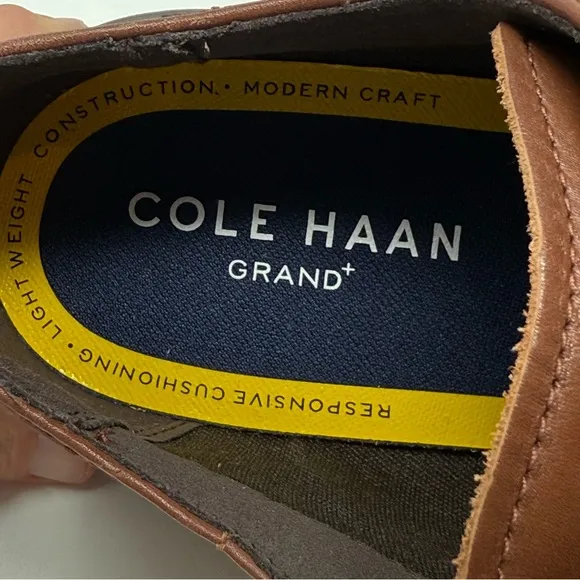 RESPONSIVE CUSHIONING • LIGHT WEIGHT CONSTRUCTION • MODERN CRAFT
COLE HAAN
GRAND+